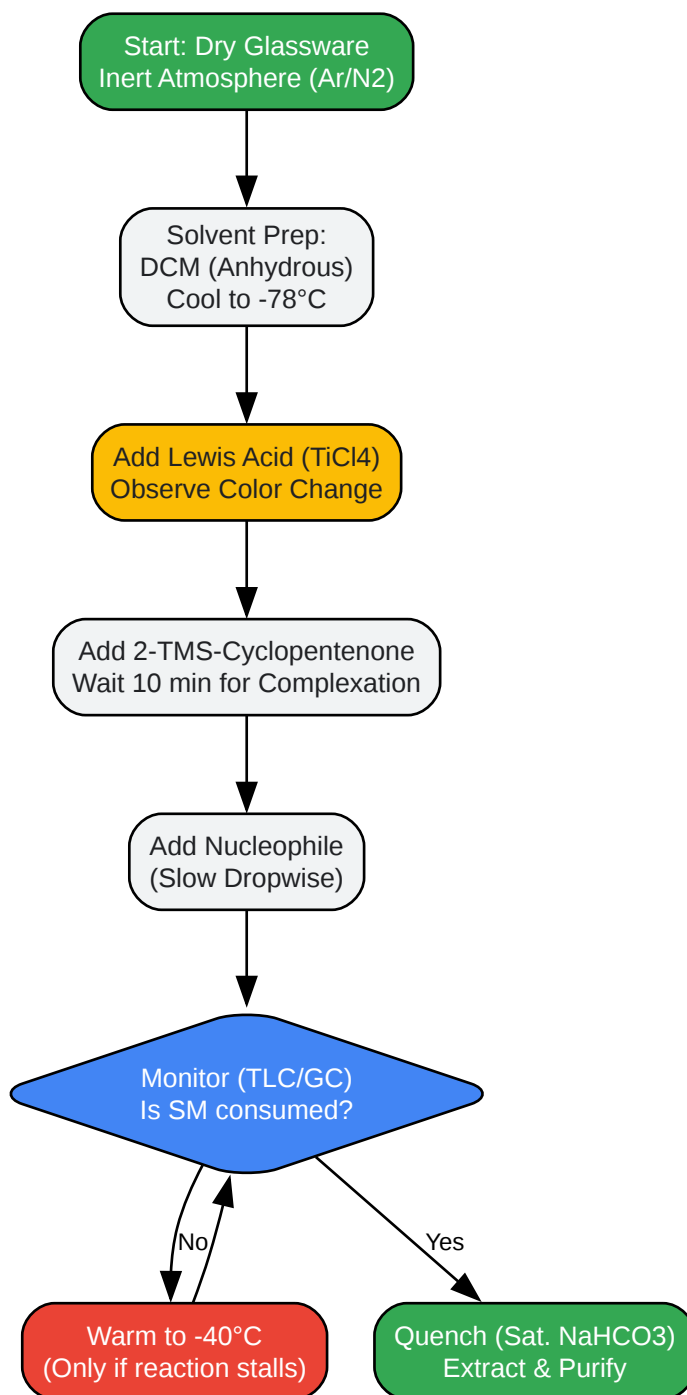 Start: Dry Glassware
Inert Atmosphere (Ar/N2)
Solvent Prep:
DCM (Anhydrous)
Cool to -78°C
Add Lewis Acid (TiCl4)
Observe Color Change
Add 2-TMS-Cyclopentenone
Wait 10 min for Complexation
Add Nucleophile
(Slow Dropwise)
Monitor (TLC/GC)
Is SM consumed?
No
Yes
Warm to -40°C
(Only if reaction stalls)
Quench (Sat. NaHCO3)
Extract & Purify